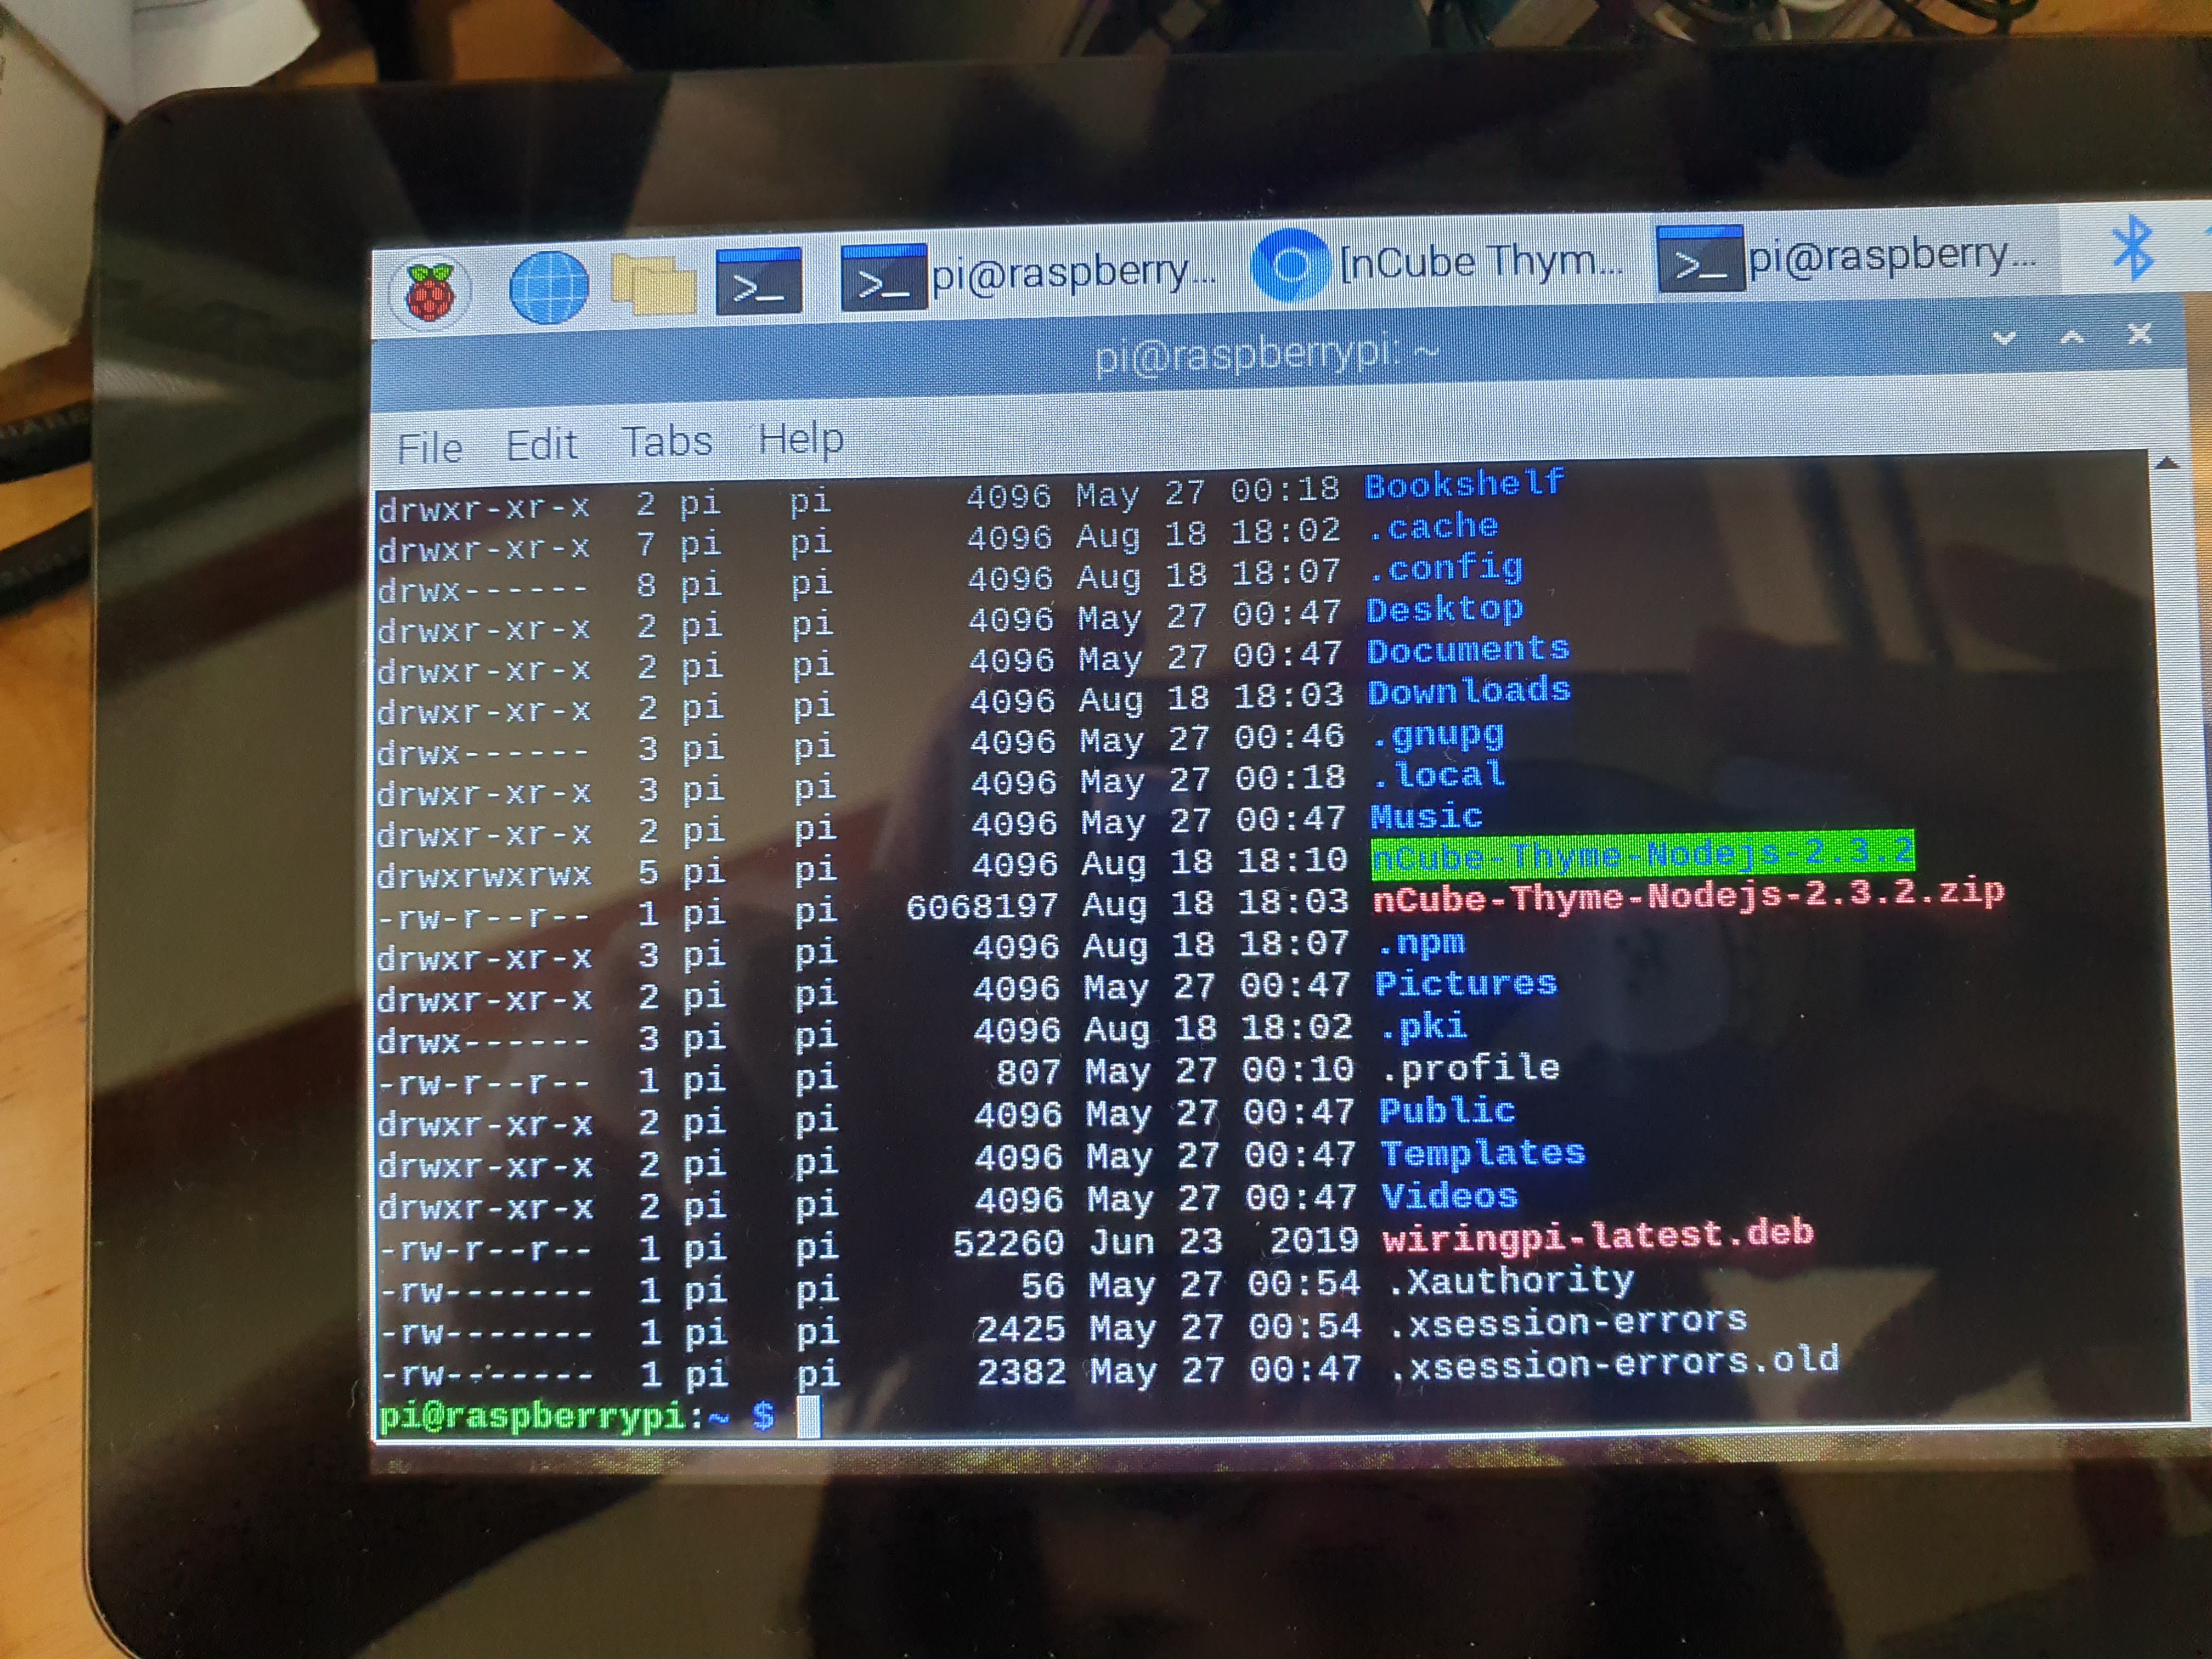 pi@raspberry... [nCube Thym... pi@raspberry...
pi@raspberrypi: ~
File Edit Tabs Help
drwxr-xr-x 2 pi pi 4096 May 27 00:18 Bookshelf
drwxr-xr-x 7 pi pi 4096 Aug 18 18:02 .cache
drwx------ 8 pi pi 4096 Aug 18 18:07 .config
drwxr-xr-x 2 pi pi 4096 May 27 00:47 Desktop
drwxr-xr-x 2 pi pi 4096 May 27 00:47 Documents
drwxr-xr-x 2 pi pi 4096 Aug 18 18:03 Downloads
drwx------ 3 pi pi 4096 May 27 00:46 .gnupg
drwxr-xr-x 3 pi pi 4096 May 27 00:18 .local
drwxr-xr-x 2 pi pi 4096 May 27 00:47 Music
drwxrwxrwx 5 pi pi 4096 Aug 18 18:10 nCube-Thyme-Nodejs-2.3.2
-rw-r--r-- 1 pi pi 6068197 Aug 18 18:03 nCube-Thyme-Nodejs-2.3.2.zip
drwxr-xr-x 3 pi pi 4096 Aug 18 18:07 .npm
drwxr-xr-x 2 pi pi 4096 May 27 00:47 Pictures
drwx------ 3 pi pi 4096 Aug 18 18:02 .pki
-rw-r--r-- 1 pi pi 807 May 27 00:10 .profile
drwxr-xr-x 2 pi pi 4096 May 27 00:47 Public
drwxr-xr-x 2 pi pi 4096 May 27 00:47 Templates
drwxr-xr-x 2 pi pi 4096 May 27 00:47 Videos
-rw-r--r-- 1 pi pi 52260 Jun 23 2019 wiringpi-latest.deb
-rw------- 1 pi pi 56 May 27 00:54 .Xauthority
-rw------- 1 pi pi 2425 May 27 00:54 .xsession-errors
-rw------- 1 pi pi 2382 May 27 00:47 .xsession-errors.old
pi@raspberrypi:~ $